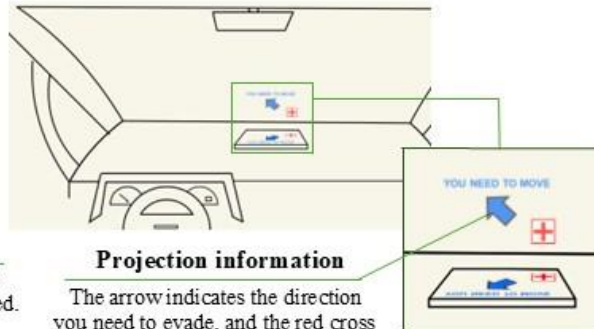 YOU NEED TO MOVE
YOU NEED TO MOVE
Projection information
ed.
The arrow indicates the direction
you need to evade, and the red cross